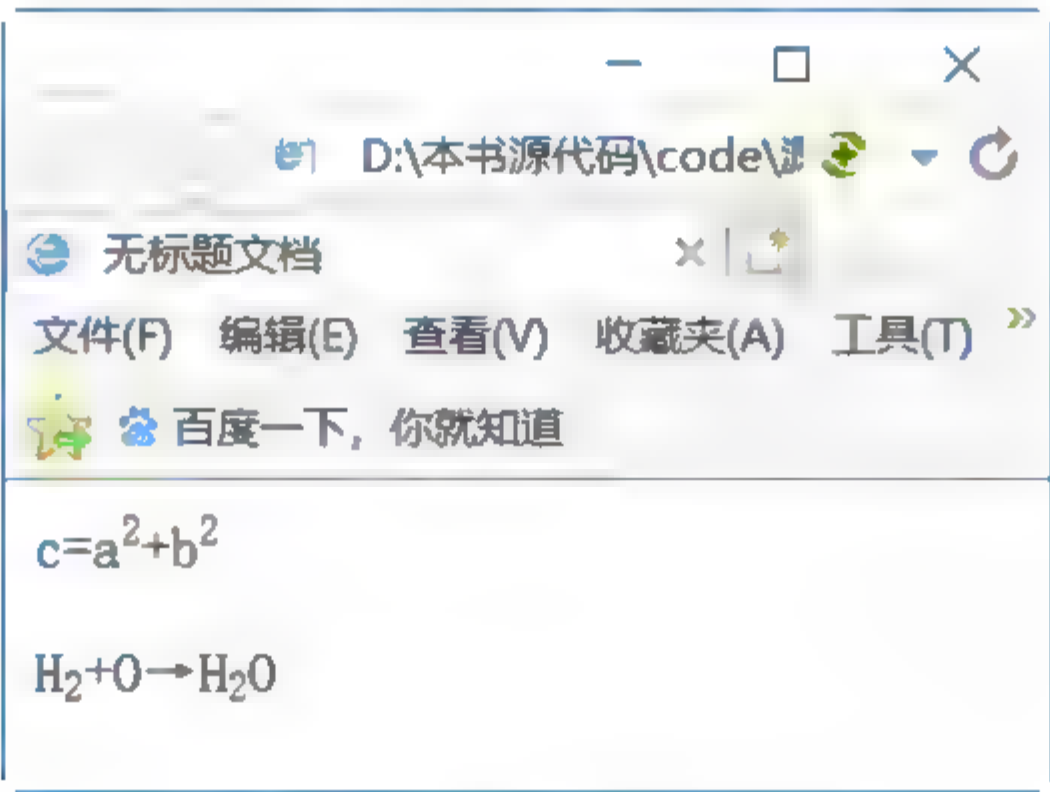 D:\本书源代码\code\
无标题文档
文件(F) 编辑(E) 查看(V) 收藏夹(A) 工具(T) »
百度一下，你就知道
c=a²+b²
H₂+O→H₂O